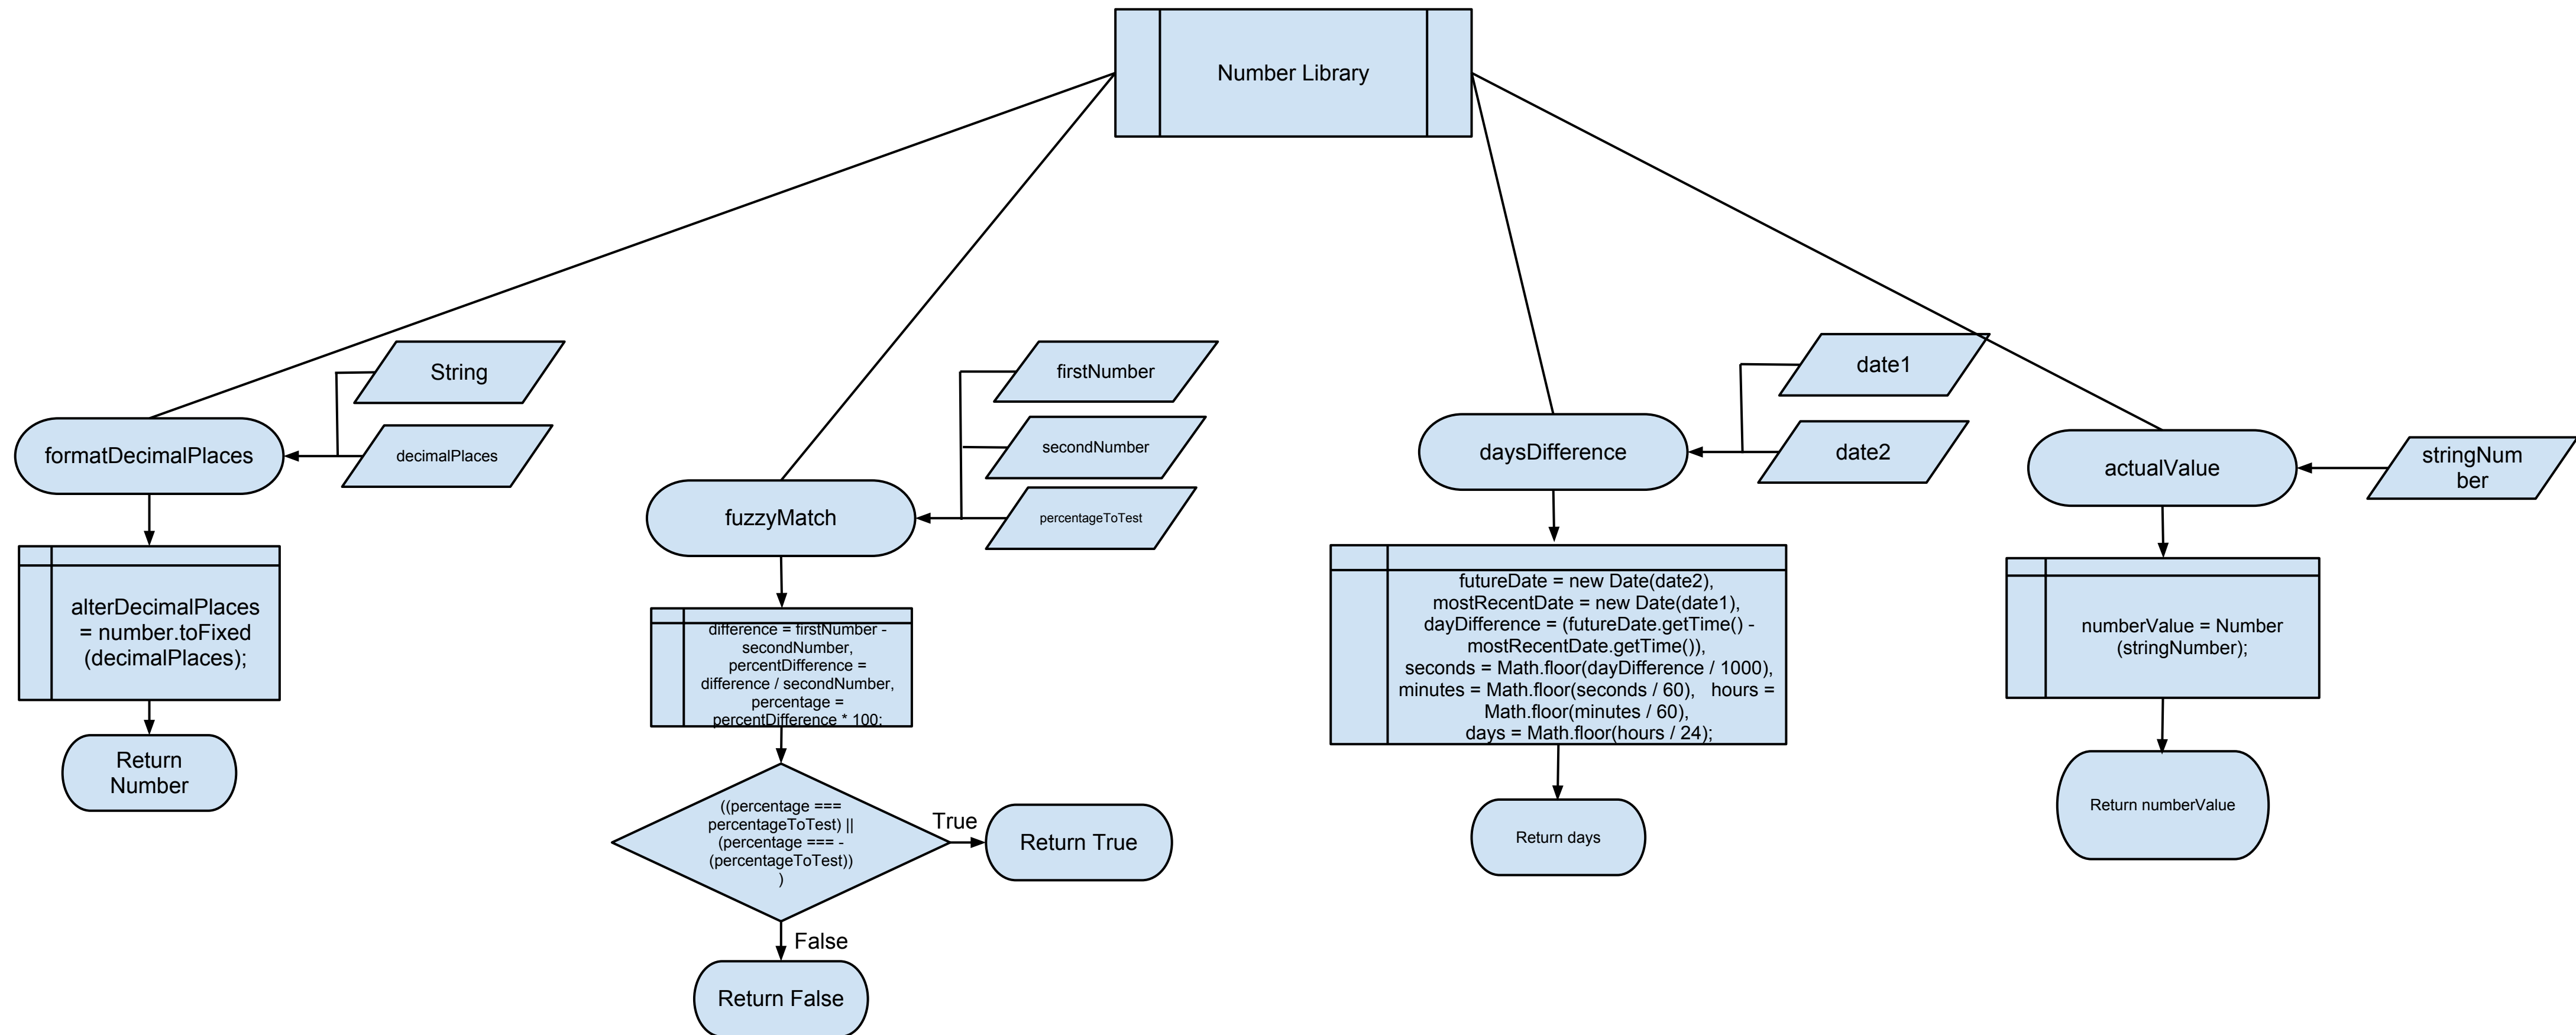 Number Library
String
decimalPlaces
formatDecimalPlaces
alterDecimalPlaces
= number.toFixed
(decimalPlaces);
Return
Number
firstNumber
secondNumber
percentageToTest
fuzzyMatch
difference = firstNumber -
secondNumber,
percentDifference =
difference / secondNumber,
percentage =
percentDifference * 100;
((percentage ===
percentageToTest) ||
(percentage === -
(percentageToTest))
)
True
Return True
False
Return False
date1
date2
daysDifference
futureDate = new Date(date2),
mostRecentDate = new Date(date1),
dayDifference = (futureDate.getTime() -
mostRecentDate.getTime()),
seconds = Math.floor(dayDifference / 1000),
minutes = Math.floor(seconds / 60),   hours =
Math.floor(minutes / 60),
days = Math.floor(hours / 24);
Return days
stringNum
ber
actualValue
numberValue = Number
(stringNumber);
Return numberValue